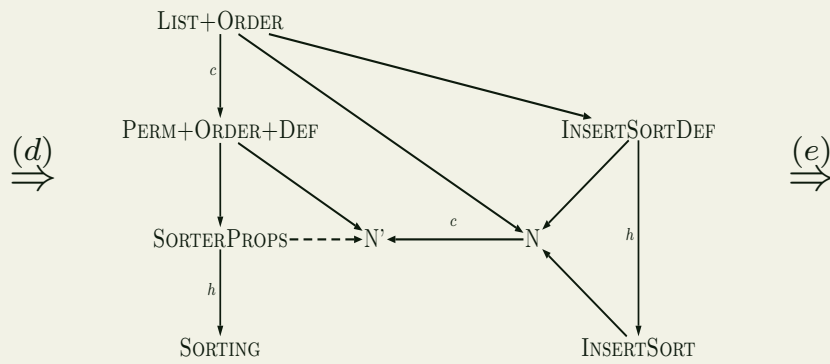 List+Order
c
Perm+Order+Def InsertSortDef
(d) (e)
⇒ ⇒
c
SorterProps N' N h
h
Sorting InsertSort